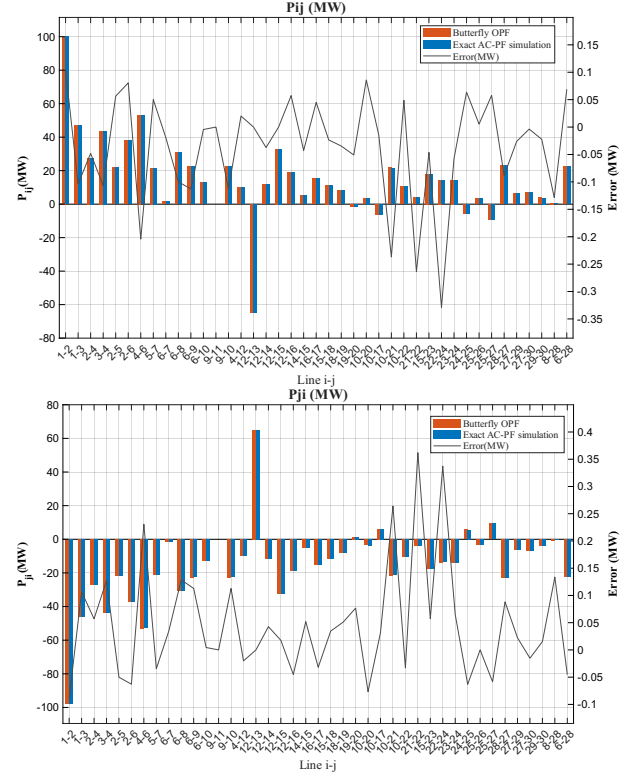 Pij (MW)
Butterfly OPF
Exact AC-PF simulation
Error(MW)
100
80
60
40
20
0
-20
-40
-60
-80
P_ij(MW)
0.15
0.1
0.05
0
-0.05
-0.1
-0.15
-0.2
-0.25
-0.3
-0.35
Error (MW)
1-2 1-3 2-4 3-4 2-5 2-6 4-6 5-7 6-7 6-8 6-9 6-10 9-11 9-10 4-12 12-13 12-14 12-15 12-16 14-15 16-17 15-18 18-19 19-20 10-20 10-17 10-21 10-22 21-22 15-23 22-24 23-24 24-25 25-26 25-27 28-27 27-29 27-30 29-30 8-28 6-28
Line i-j
Pji (MW)
Butterfly OPF
Exact AC-PF simulation
Error(MW)
80
60
40
20
0
-20
-40
-60
-80
-100
P_ji (MW)
0.4
0.3
0.2
0.1
0
-0.1
Error (MW)
1-2 1-3 2-4 3-4 2-5 2-6 4-6 5-7 6-7 6-8 6-9 6-10 9-11 9-10 4-12 12-13 12-14 12-15 12-16 14-15 16-17 15-18 18-19 19-20 10-20 10-17 10-21 10-22 21-22 15-23 22-24 23-24 24-25 25-26 25-27 28-27 27-29 27-30 29-30 8-28 6-28
Line i-j